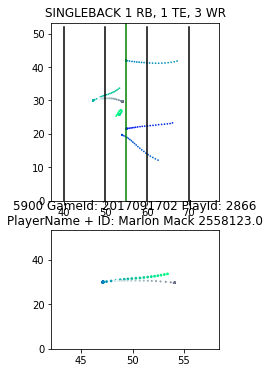 SINGLEBACK 1 RB, 1 TE, 3 WR
50
40
30
20
10
0
40 50 60 70
5900 GameId: 2017091702 PlayId: 2866
PlayerName + ID: Marlon Mack 2558123.0
40
20
0
45 50 55